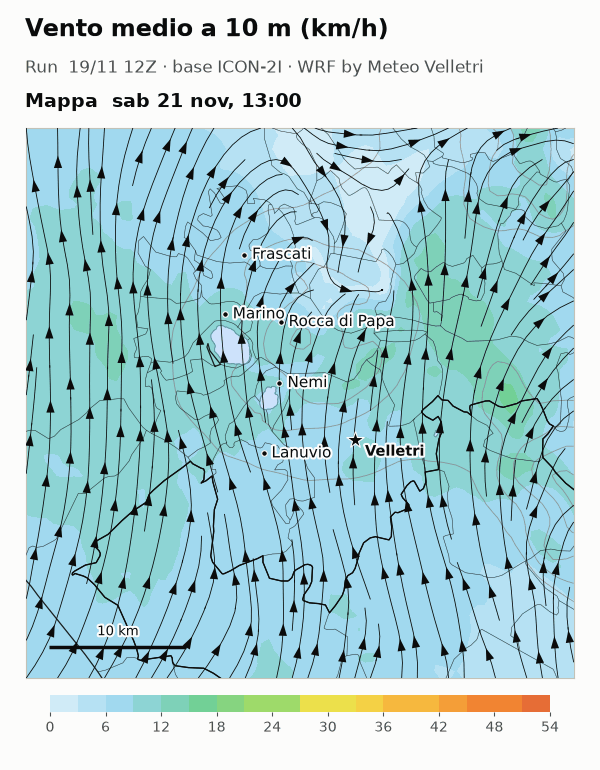 Vento medio a 10 m (km/h)
Run  19/11 12Z · base ICON-2I · WRF by Meteo Velletri
Mappa  sab 21 nov, 13:00
Frascati
Marino
Rocca di Papa
Nemi
Velletri
Lanuvio
10 km
0 6 12 18 24 30 36 42 48 54